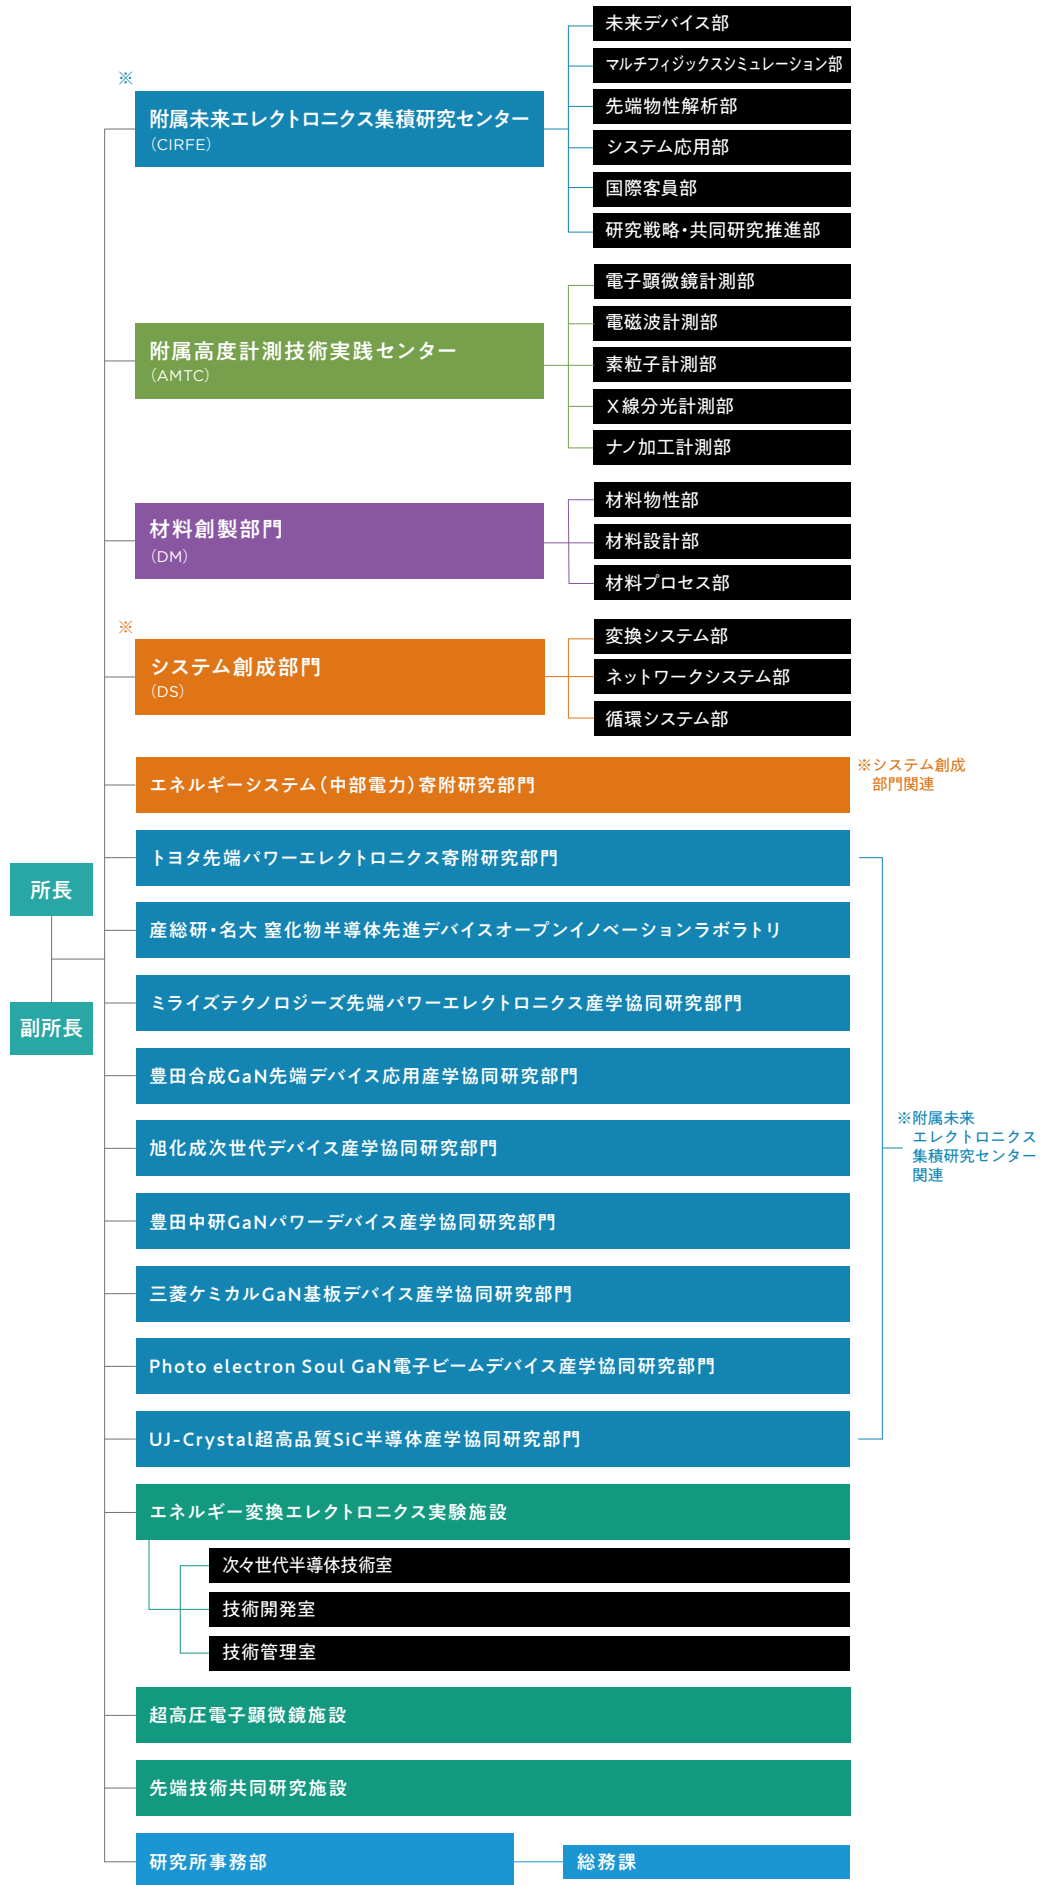 ※
附属未来エレクトロニクス集積研究センター
（CIRFE）
未来デバイス部
マルチフィジックスシミュレーション部
先端物性解析部
システム応用部
国際客員部
研究戦略・共同研究推進部
附属高度計測技術実践センター
（AMTC）
電子顕微鏡計測部
電磁波計測部
素粒子計測部
X線分光計測部
ナノ加工計測部
材料創製部門
（DM）
材料物性部
材料設計部
材料プロセス部
※
システム創成部門
（DS）
変換システム部
ネットワークシステム部
循環システム部
エネルギーシステム（中部電力）寄附研究部門
※システム創成
部門関連
トヨタ先端パワーエレクトロニクス寄附研究部門
所長
産総研・名大 窒化物半導体先進デバイスオープンイノベーションラボラトリ
ミライズテクノロジーズ先端パワーエレクトロニクス産学協同研究部門
副所長
豊田合成GaN先端デバイス応用産学協同研究部門
旭化成次世代デバイス産学協同研究部門
※附属未来
エレクトロニクス
集積研究センター
関連
豊田中研GaNパワーデバイス産学協同研究部門
三菱ケミカルGaN基板デバイス産学協同研究部門
Photo electron Soul GaN電子ビームデバイス産学協同研究部門
UJ-Crystal超高品質SiC半導体産学協同研究部門
エネルギー変換エレクトロニクス実験施設
次々世代半導体技術室
技術開発室
技術管理室
超高圧電子顕微鏡施設
先端技術共同研究施設
研究所事務部
総務課